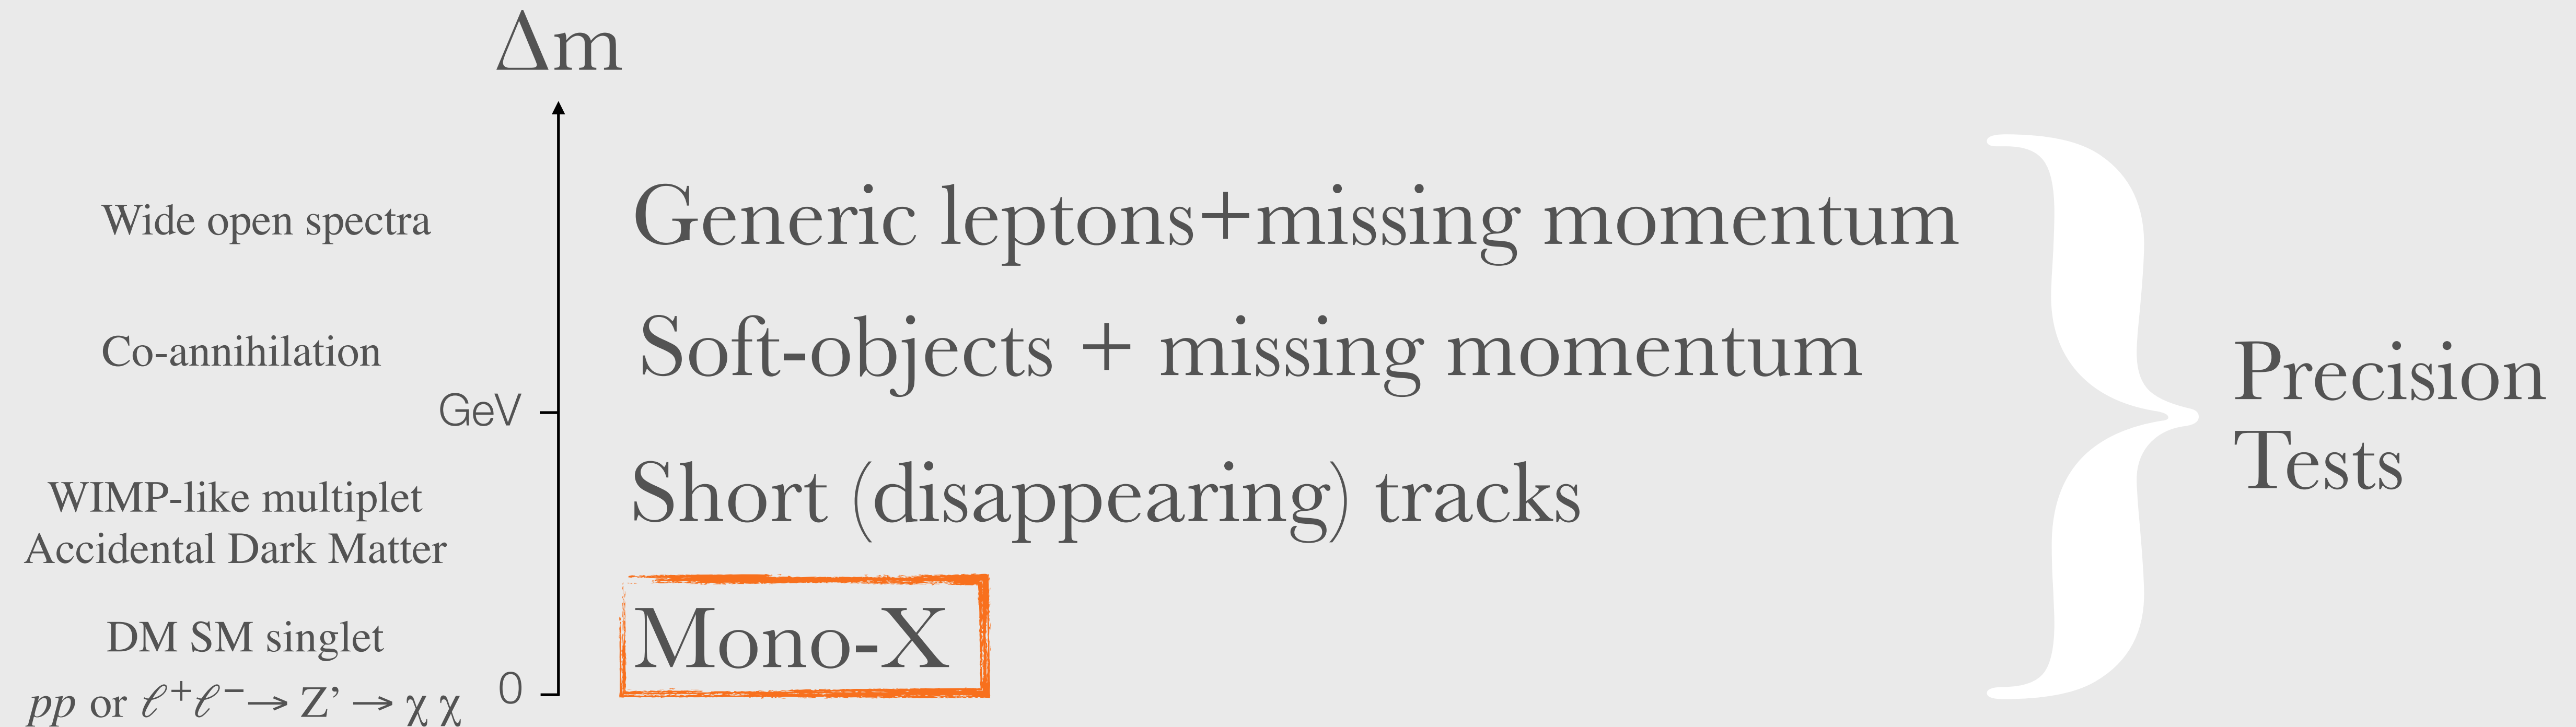 Δm
Wide open spectra
Generic leptons+missing momentum
Co-annihilation
Soft-objects + missing momentum
GeV
Precision
Tests
WIMP-like multiplet
Accidental Dark Matter
Short (disappearing) tracks
DM SM singlet
Mono-X
pp or ℓ⁺ℓ⁻→ Z’ → χ χ
0